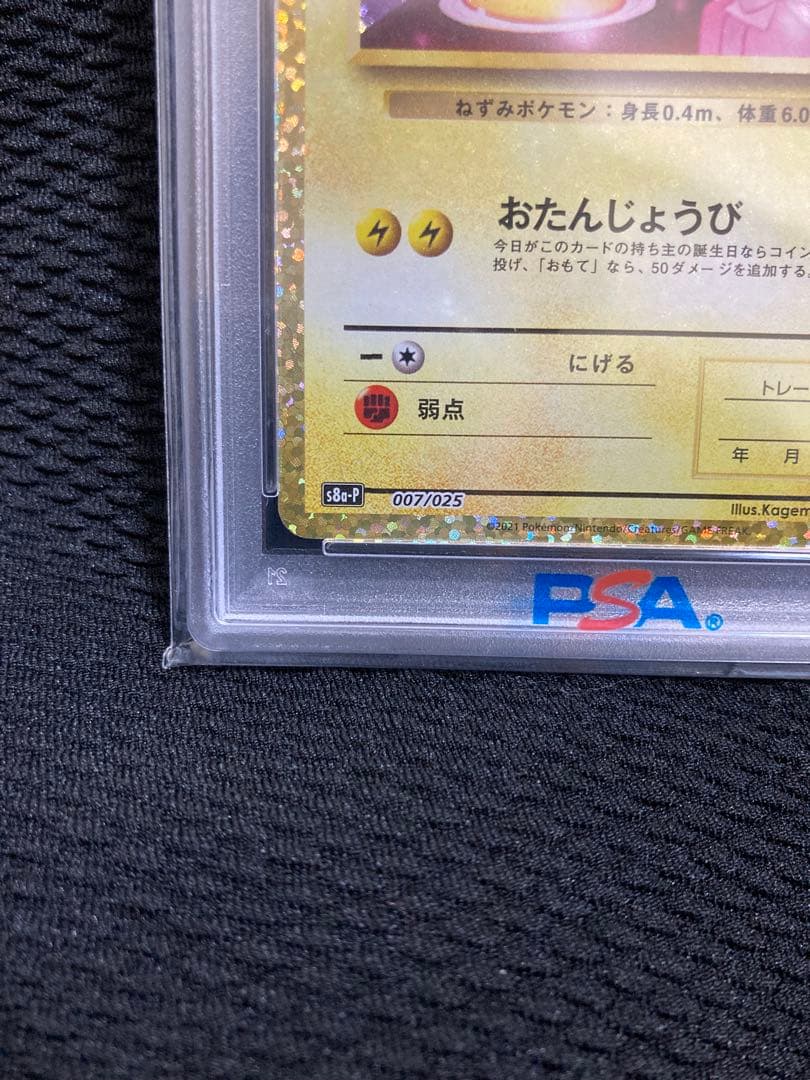 ねずみポケモン：身長0.4m、体重6.0
おたんじょうび
今日がこのカードの持ち主の誕生日ならコイン
投げ、「おもて」なら、50ダメージを追加する。
にげる
弱点
トレー
年 月
s8a-P 007/025
Illus.Kagem
©2021 Pokémon/Nintendo/Creatures/GAME FREAK.
21
PSA®